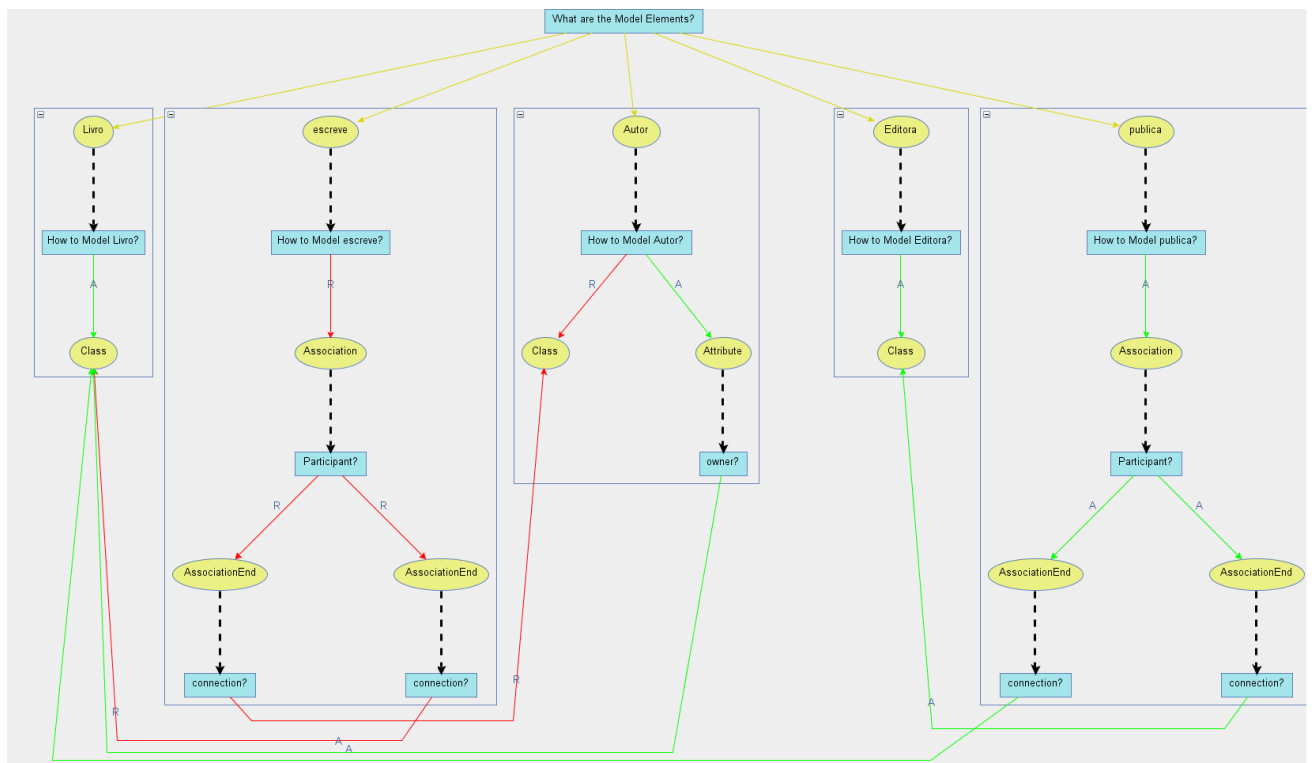 What are the Model Elements?
Livro
escreve
Autor
Editora
publica
How to Model Livro?
How to Model escreve?
How to Model Autor?
How to Model Editora?
How to Model publica?
A
R
R
A
A
A
Class
Association
Class
Attribute
Class
Association
Participant?
owner?
Participant?
R
R
A
A
AssociationEnd
AssociationEnd
AssociationEnd
AssociationEnd
connection?
connection?
connection?
connection?
R
A
R
A
A